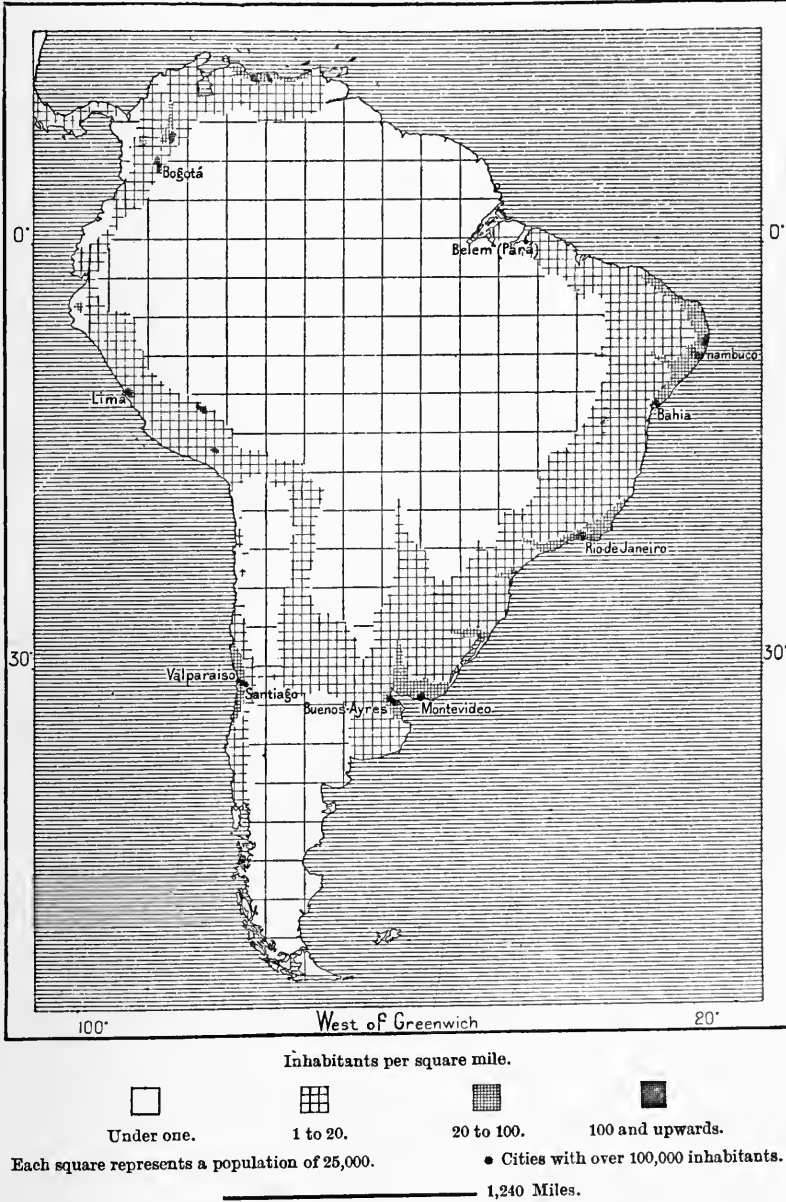 Bogotá
0° 0°
Belem (Pará)
rnambuco
Lima
Bahia
Rio de Janeiro
30° 30°
Valparaiso
Santiago
Buenos-Ayres Montevideo
100° West of Greenwich 20°
Inhabitants per square mile.
Under one. 1 to 20. 20 to 100. 100 and upwards.
Each square represents a population of 25,000. Cities with over 100,000 inhabitants.
1,240 Miles.